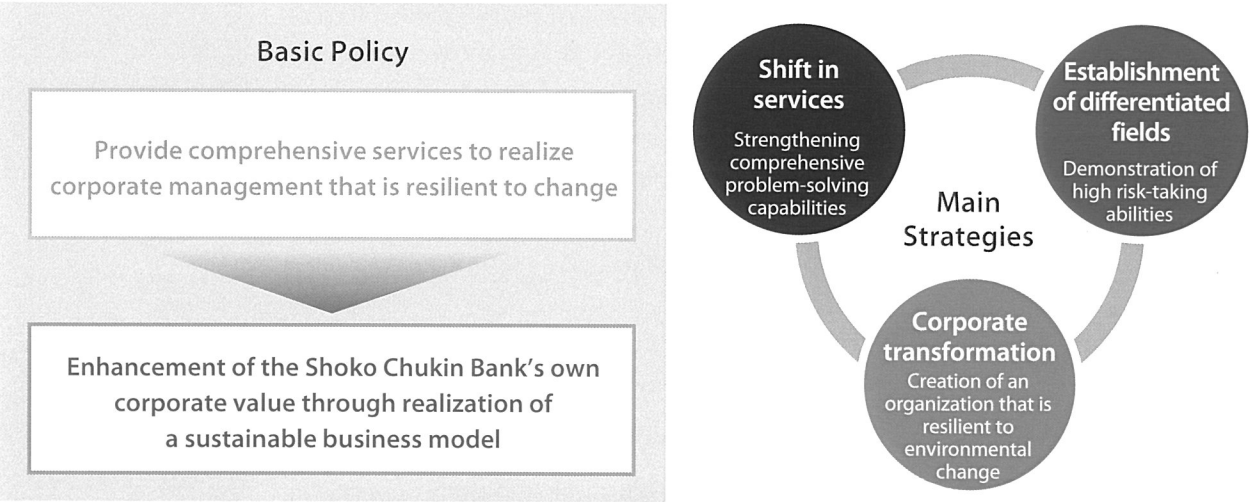 Basic Policy
Provide comprehensive services to realize
corporate management that is resilient to change
Enhancement of the Shoko Chukin Bank's own
corporate value through realization of
a sustainable business model
Shift in
services
Strengthening
comprehensive
problem-solving
capabilities
Establishment
of differentiated
fields
Demonstration of
high risk-taking
abilities
Main
Strategies
Corporate
transformation
Creation of an
organization that is
resilient to
environmental
change